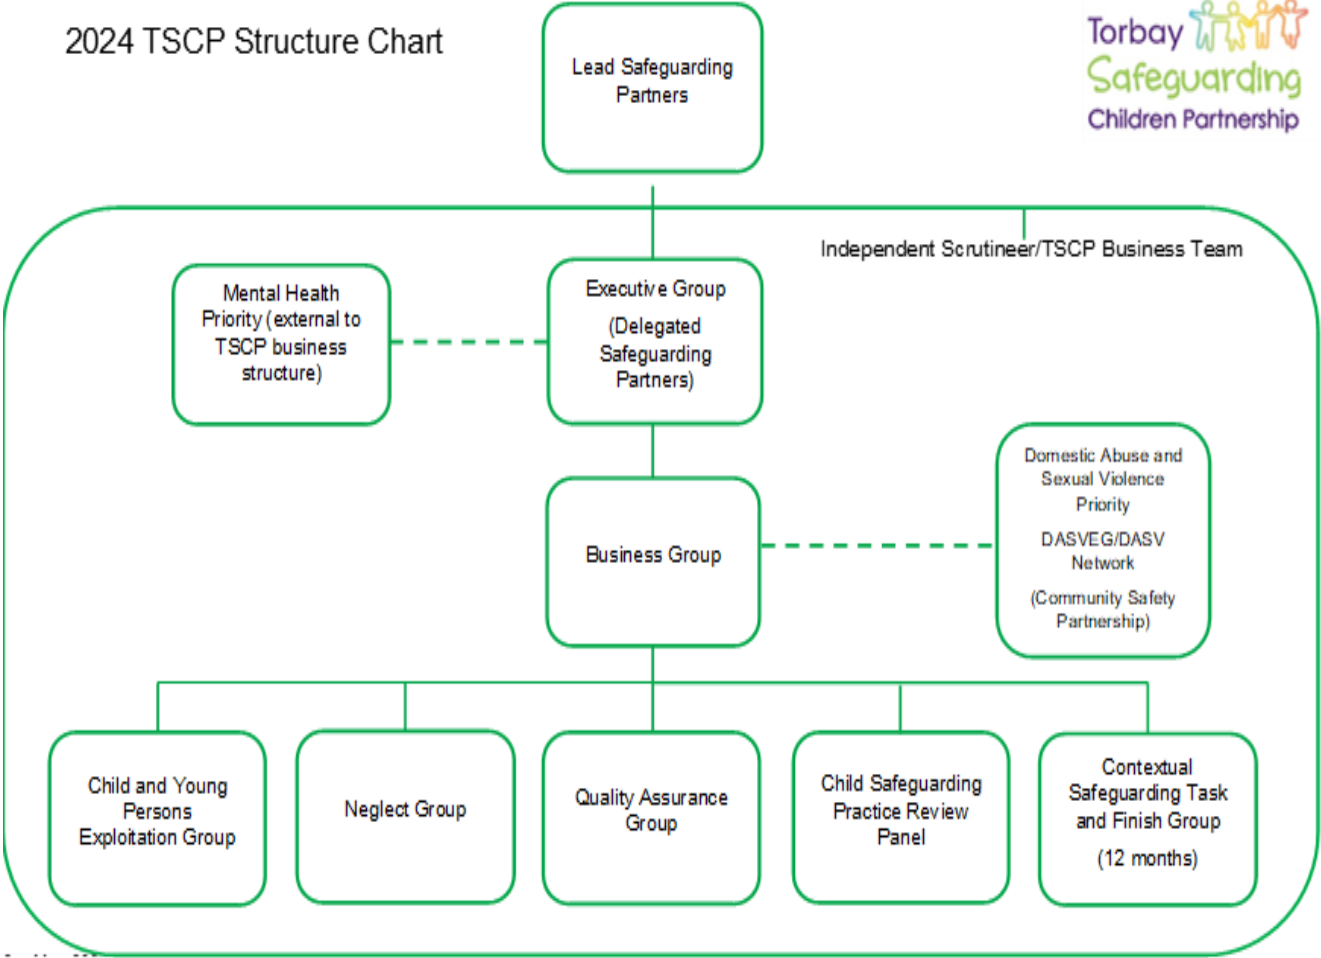 2024 TSCP Structure Chart
Lead Safeguarding
Partners
Torbay
Safeguarding
Children Partnership
Independent Scrutineer/TSCP Business Team
Mental Health
Priority (external to
TSCP business
structure)
Executive Group
(Delegated
Safeguarding
Partners)
Domestic Abuse and
Sexual Violence
Priority
DASVEG/DASV
Network
(Community Safety
Partnership)
Business Group
Child and Young
Persons
Exploitation Group
Neglect Group
Quality Assurance
Group
Child Safeguarding
Practice Review
Panel
Contextual
Safeguarding Task
and Finish Group
(12 months)